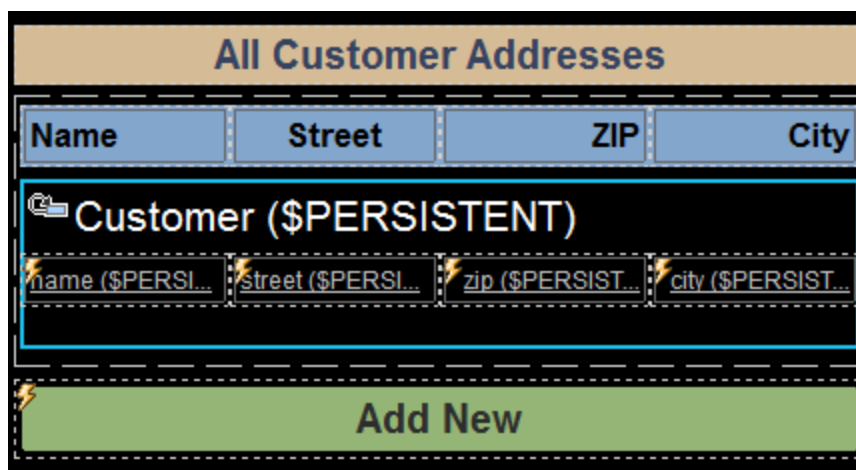 All Customer Addresses
Name Street ZIP City
Customer ($PERSISTENT)
name ($PERSI... street ($PERSI... zip ($PERSIST... city ($PERSIST...
Add New